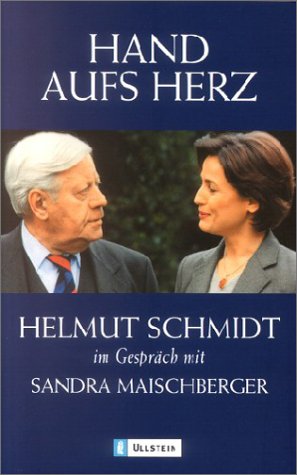 HAND
AUFS HERZ
HELMUT SCHMIDT
im Gespräch mit
SANDRA MAISCHBERGER
ULLSTEIN